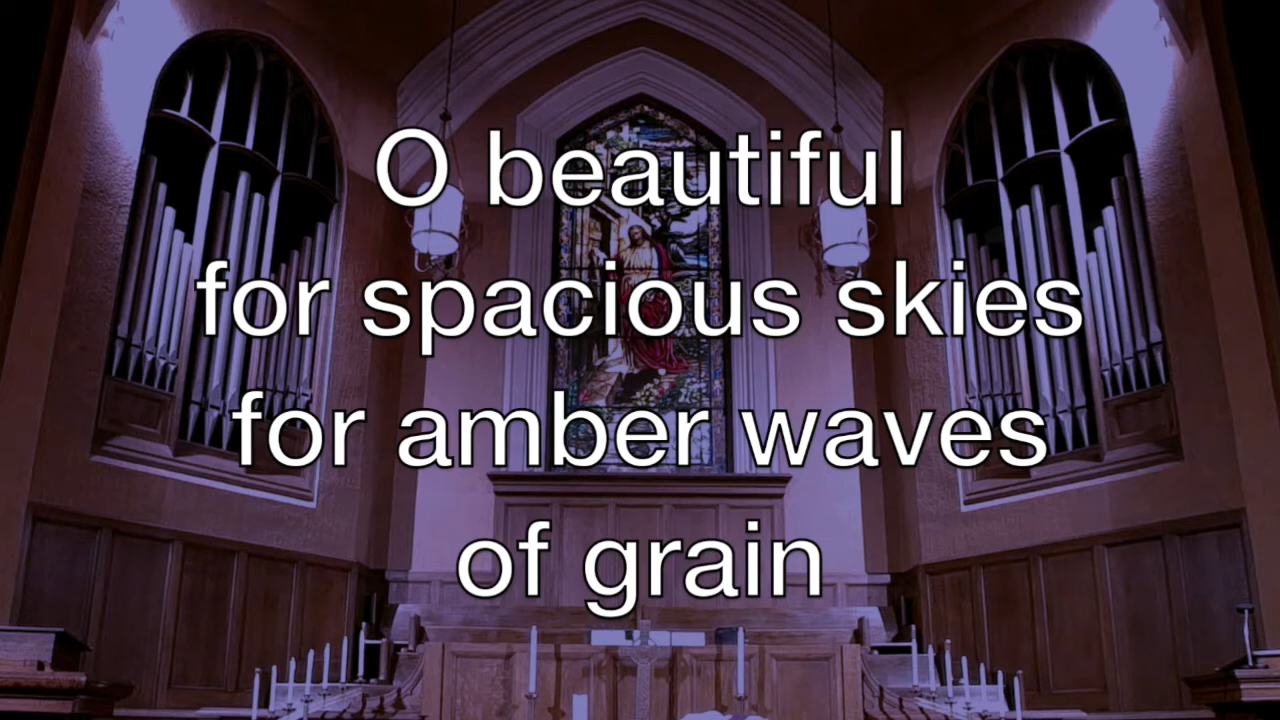 O beautiful
for spacious skies
for amber waves
of grain